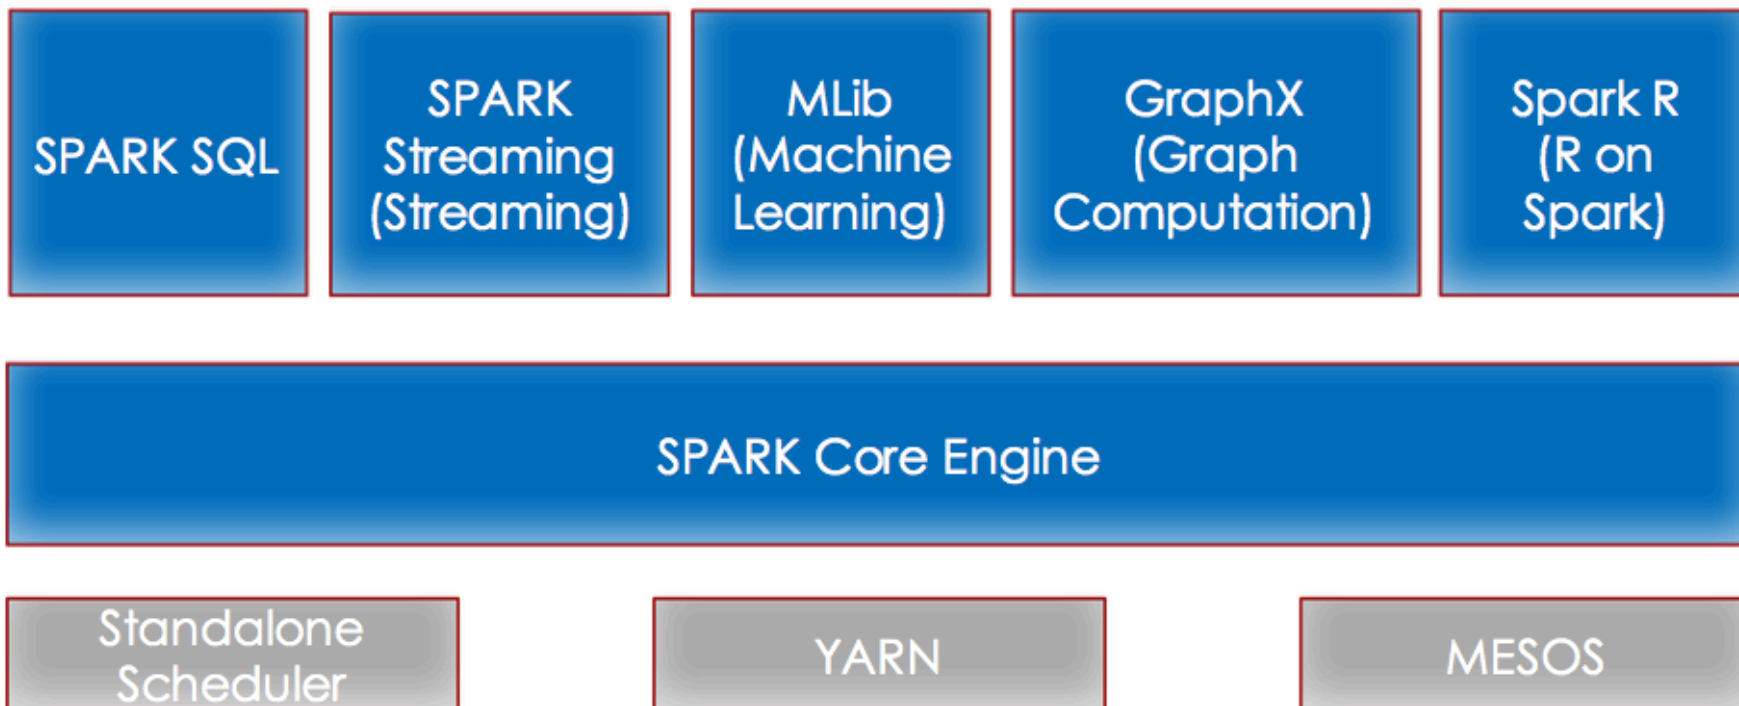 SPARK SQL
SPARK
Streaming
(Streaming)
MLib
(Machine
Learning)
GraphX
(Graph
Computation)
Spark R
(R on
Spark)
SPARK Core Engine
Standalone
Scheduler
YARN
MESOS